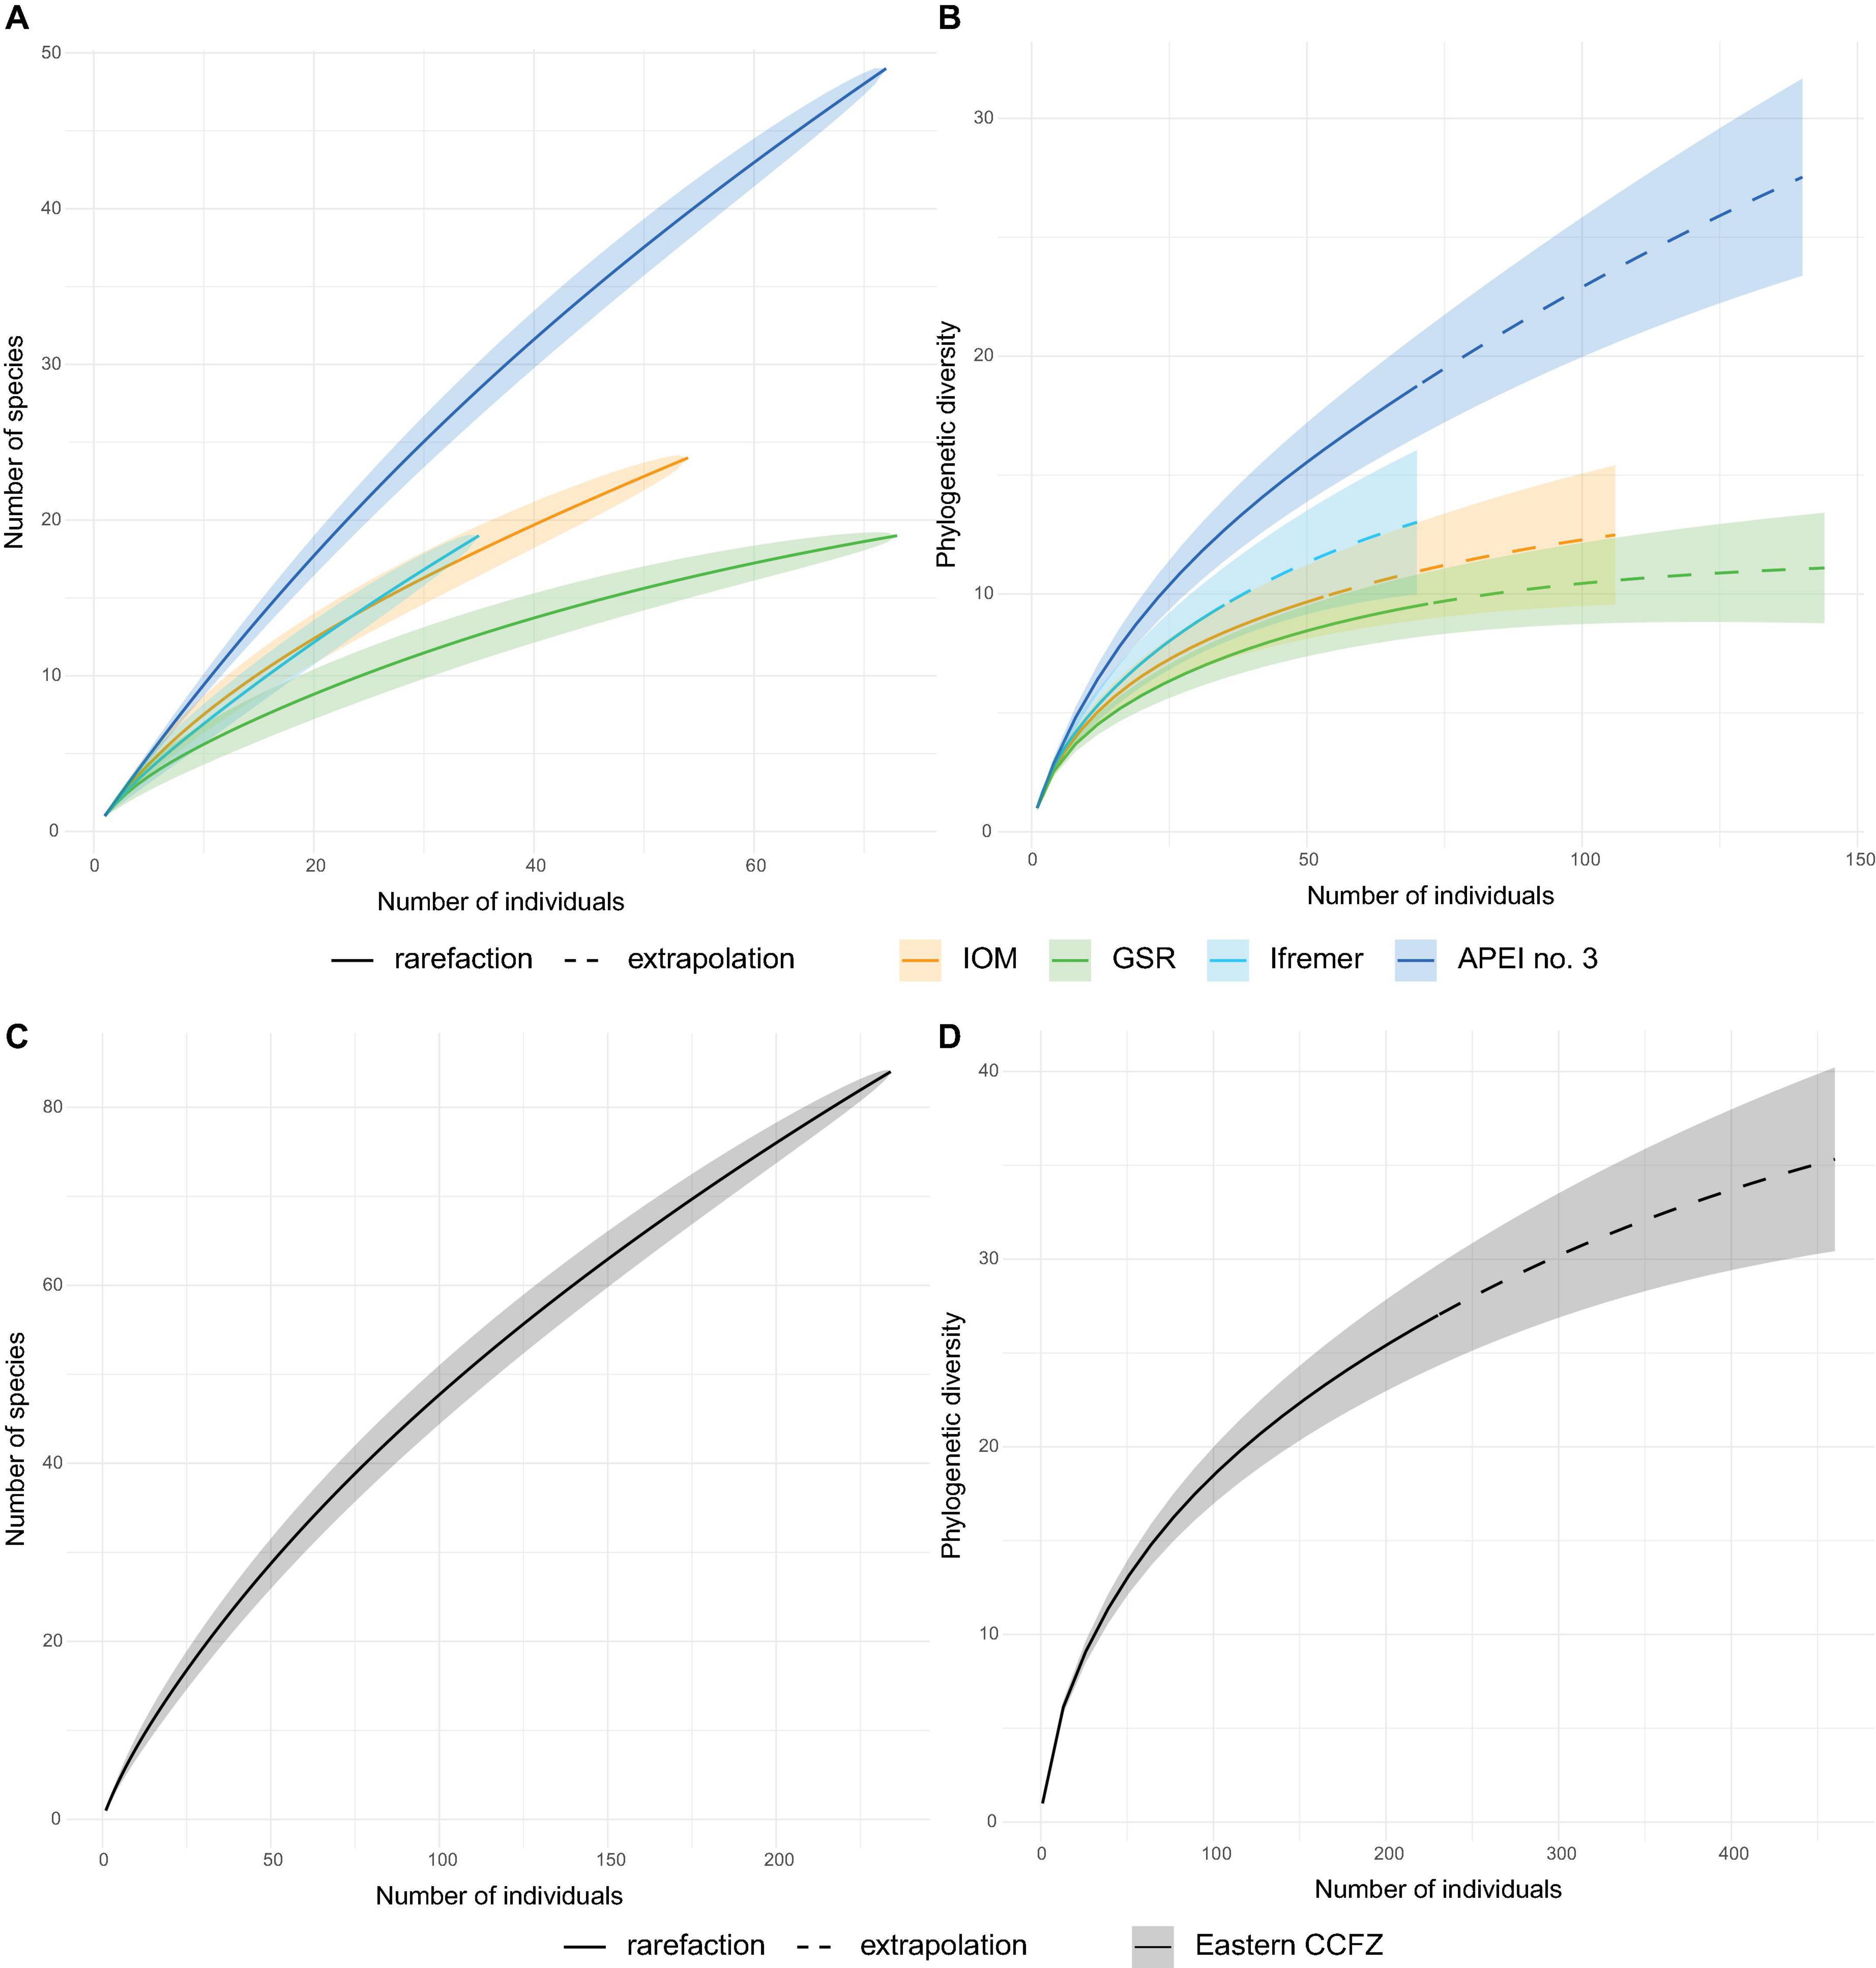 A
B
50
40
30
20
10
0
Number of species
0 20 40 60
Number of individuals
30
20
10
0
Phylogenetic diversity
0 50 100 150
Number of individuals
rarefaction extrapolation IOM GSR Ifremer APEI no. 3
C
D
80
60
40
20
0
Number of species
0 50 100 150 200
Number of individuals
40
30
20
10
0
Phylogenetic diversity
0 100 200 300 400
Number of individuals
rarefaction extrapolation Eastern CCFZ